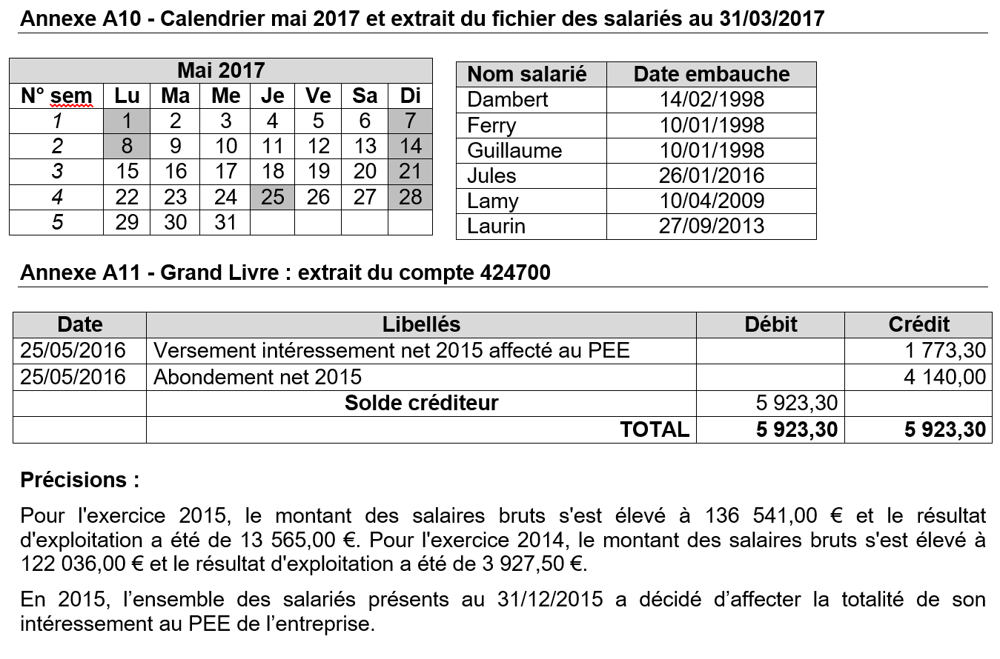 Annexe A10 - Calendrier mai 2017 et extrait du fichier des salariés au 31/03/2017
Mai 2017
N° sem Lu Ma Me Je Ve Sa Di
1 1 2 3 4 5 6 7
2 8 9 10 11 12 13 14
3 15 16 17 18 19 20 21
4 22 23 24 25 26 27 28
5 29 30 31
Nom salarié Date embauche
Dambert 14/02/1998
Ferry 10/01/1998
Guillaume 10/01/1998
Jules 26/01/2016
Lamy 10/04/2009
Laurin 27/09/2013
Annexe A11 - Grand Livre : extrait du compte 424700
Date Libellés Débit Crédit
25/05/2016 Versement intéressement net 2015 affecté au PEE 1 773,30
25/05/2016 Abondement net 2015 4 140,00
Solde créditeur 5 923,30
TOTAL 5 923,30 5 923,30
Précisions :
Pour l'exercice 2015, le montant des salaires bruts s'est élevé à 136 541,00 € et le résultat
d'exploitation a été de 13 565,00 €. Pour l'exercice 2014, le montant des salaires bruts s'est élevé à
122 036,00 € et le résultat d'exploitation a été de 3 927,50 €.
En 2015, l’ensemble des salariés présents au 31/12/2015 a décidé d’affecter la totalité de son
intéressement au PEE de l’entreprise.